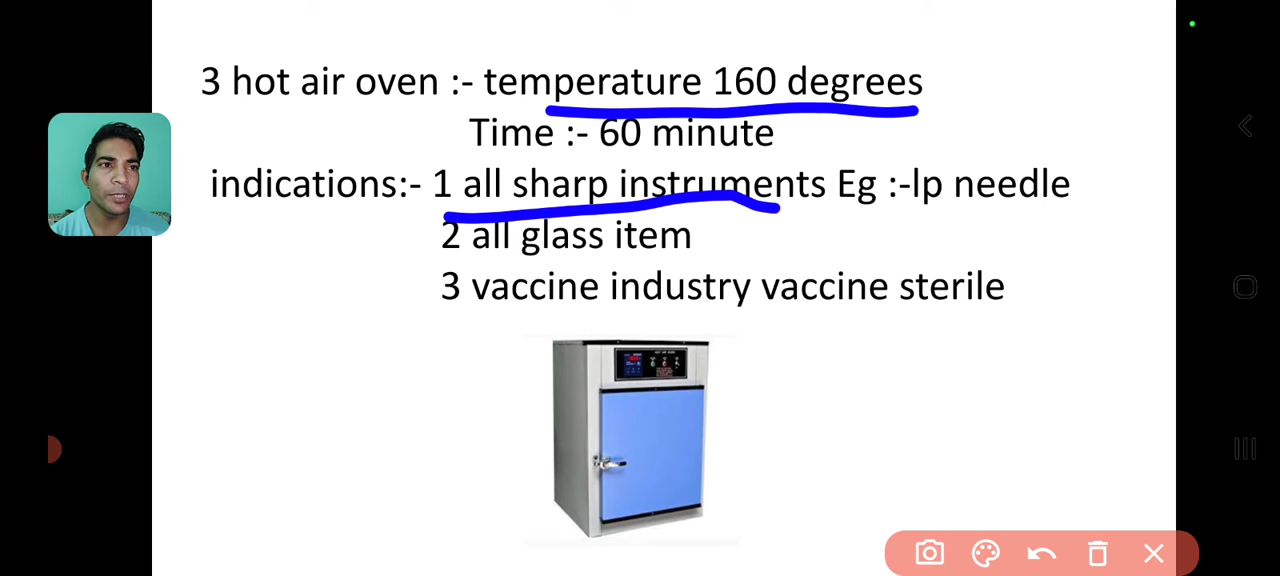 3 hot air oven :- temperature 160 degrees
Time :- 60 minute
indications:- 1 all sharp instruments Eg :-lp needle
2 all glass item
3 vaccine industry vaccine sterile